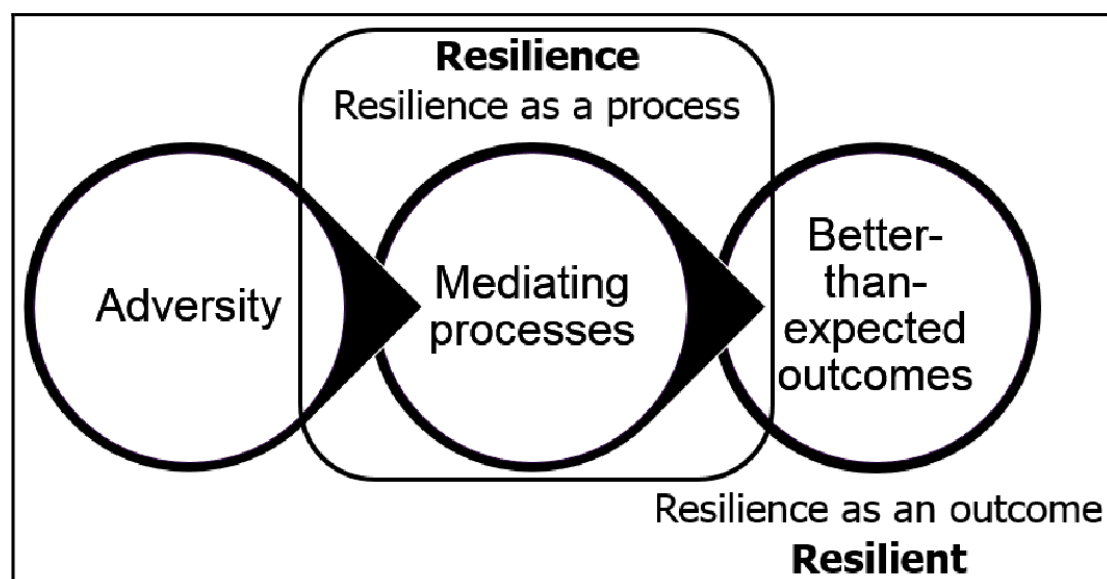 Resilience
Resilience as a process
Adversity
Mediating
processes
Better-
than-
expected
outcomes
Resilience as an outcome
Resilient